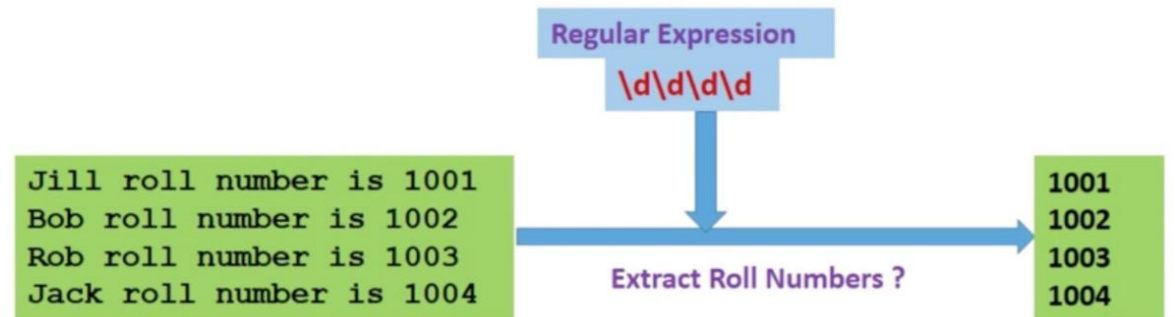 Regular Expression
\d\d\d\d
Jill roll number is 1001
Bob roll number is 1002
Rob roll number is 1003
Jack roll number is 1004
Extract Roll Numbers ?
1001
1002
1003
1004